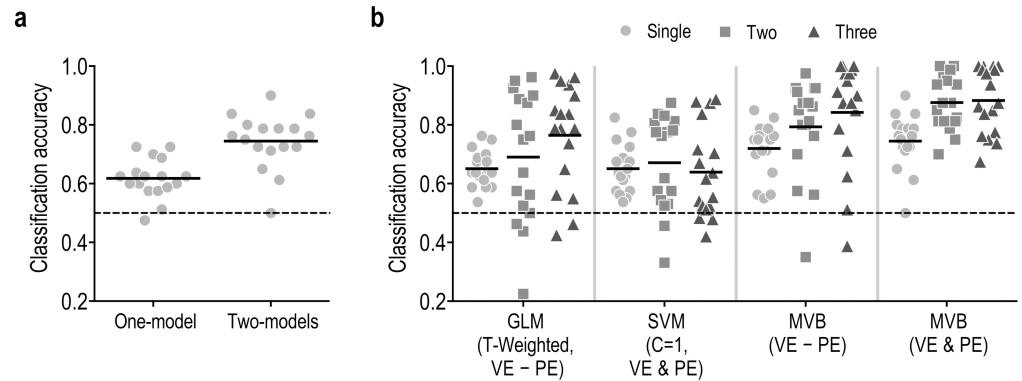 a
Classification accuracy
1.0
0.8
0.6
0.4
0.2
One-model
Two-models
b
Single
Two
Three
Classification accuracy
1.0
0.8
0.6
0.4
0.2
GLM
(T-Weighted,
VE − PE)
SVM
(C=1,
VE & PE)
MVB
(VE − PE)
MVB
(VE & PE)